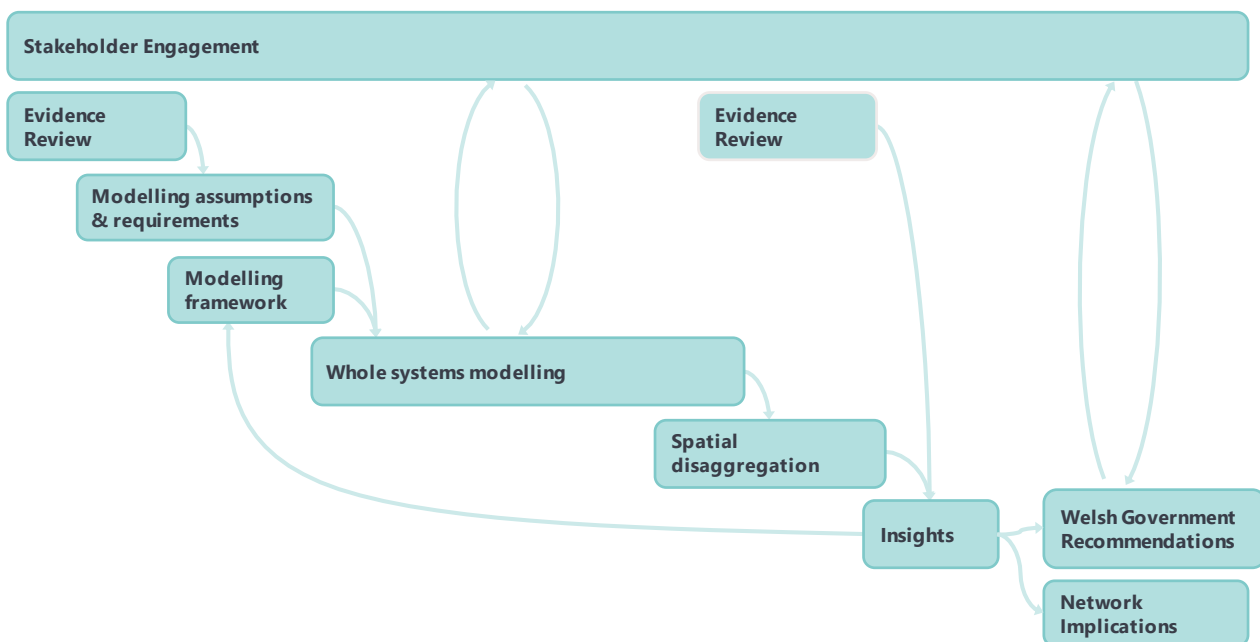 Stakeholder Engagement
Evidence
Review
Evidence
Review
Modelling assumptions
& requirements
Modelling
framework
Whole systems modelling
Spatial
disaggregation
Insights
Welsh Government
Recommendations
Network
Implications